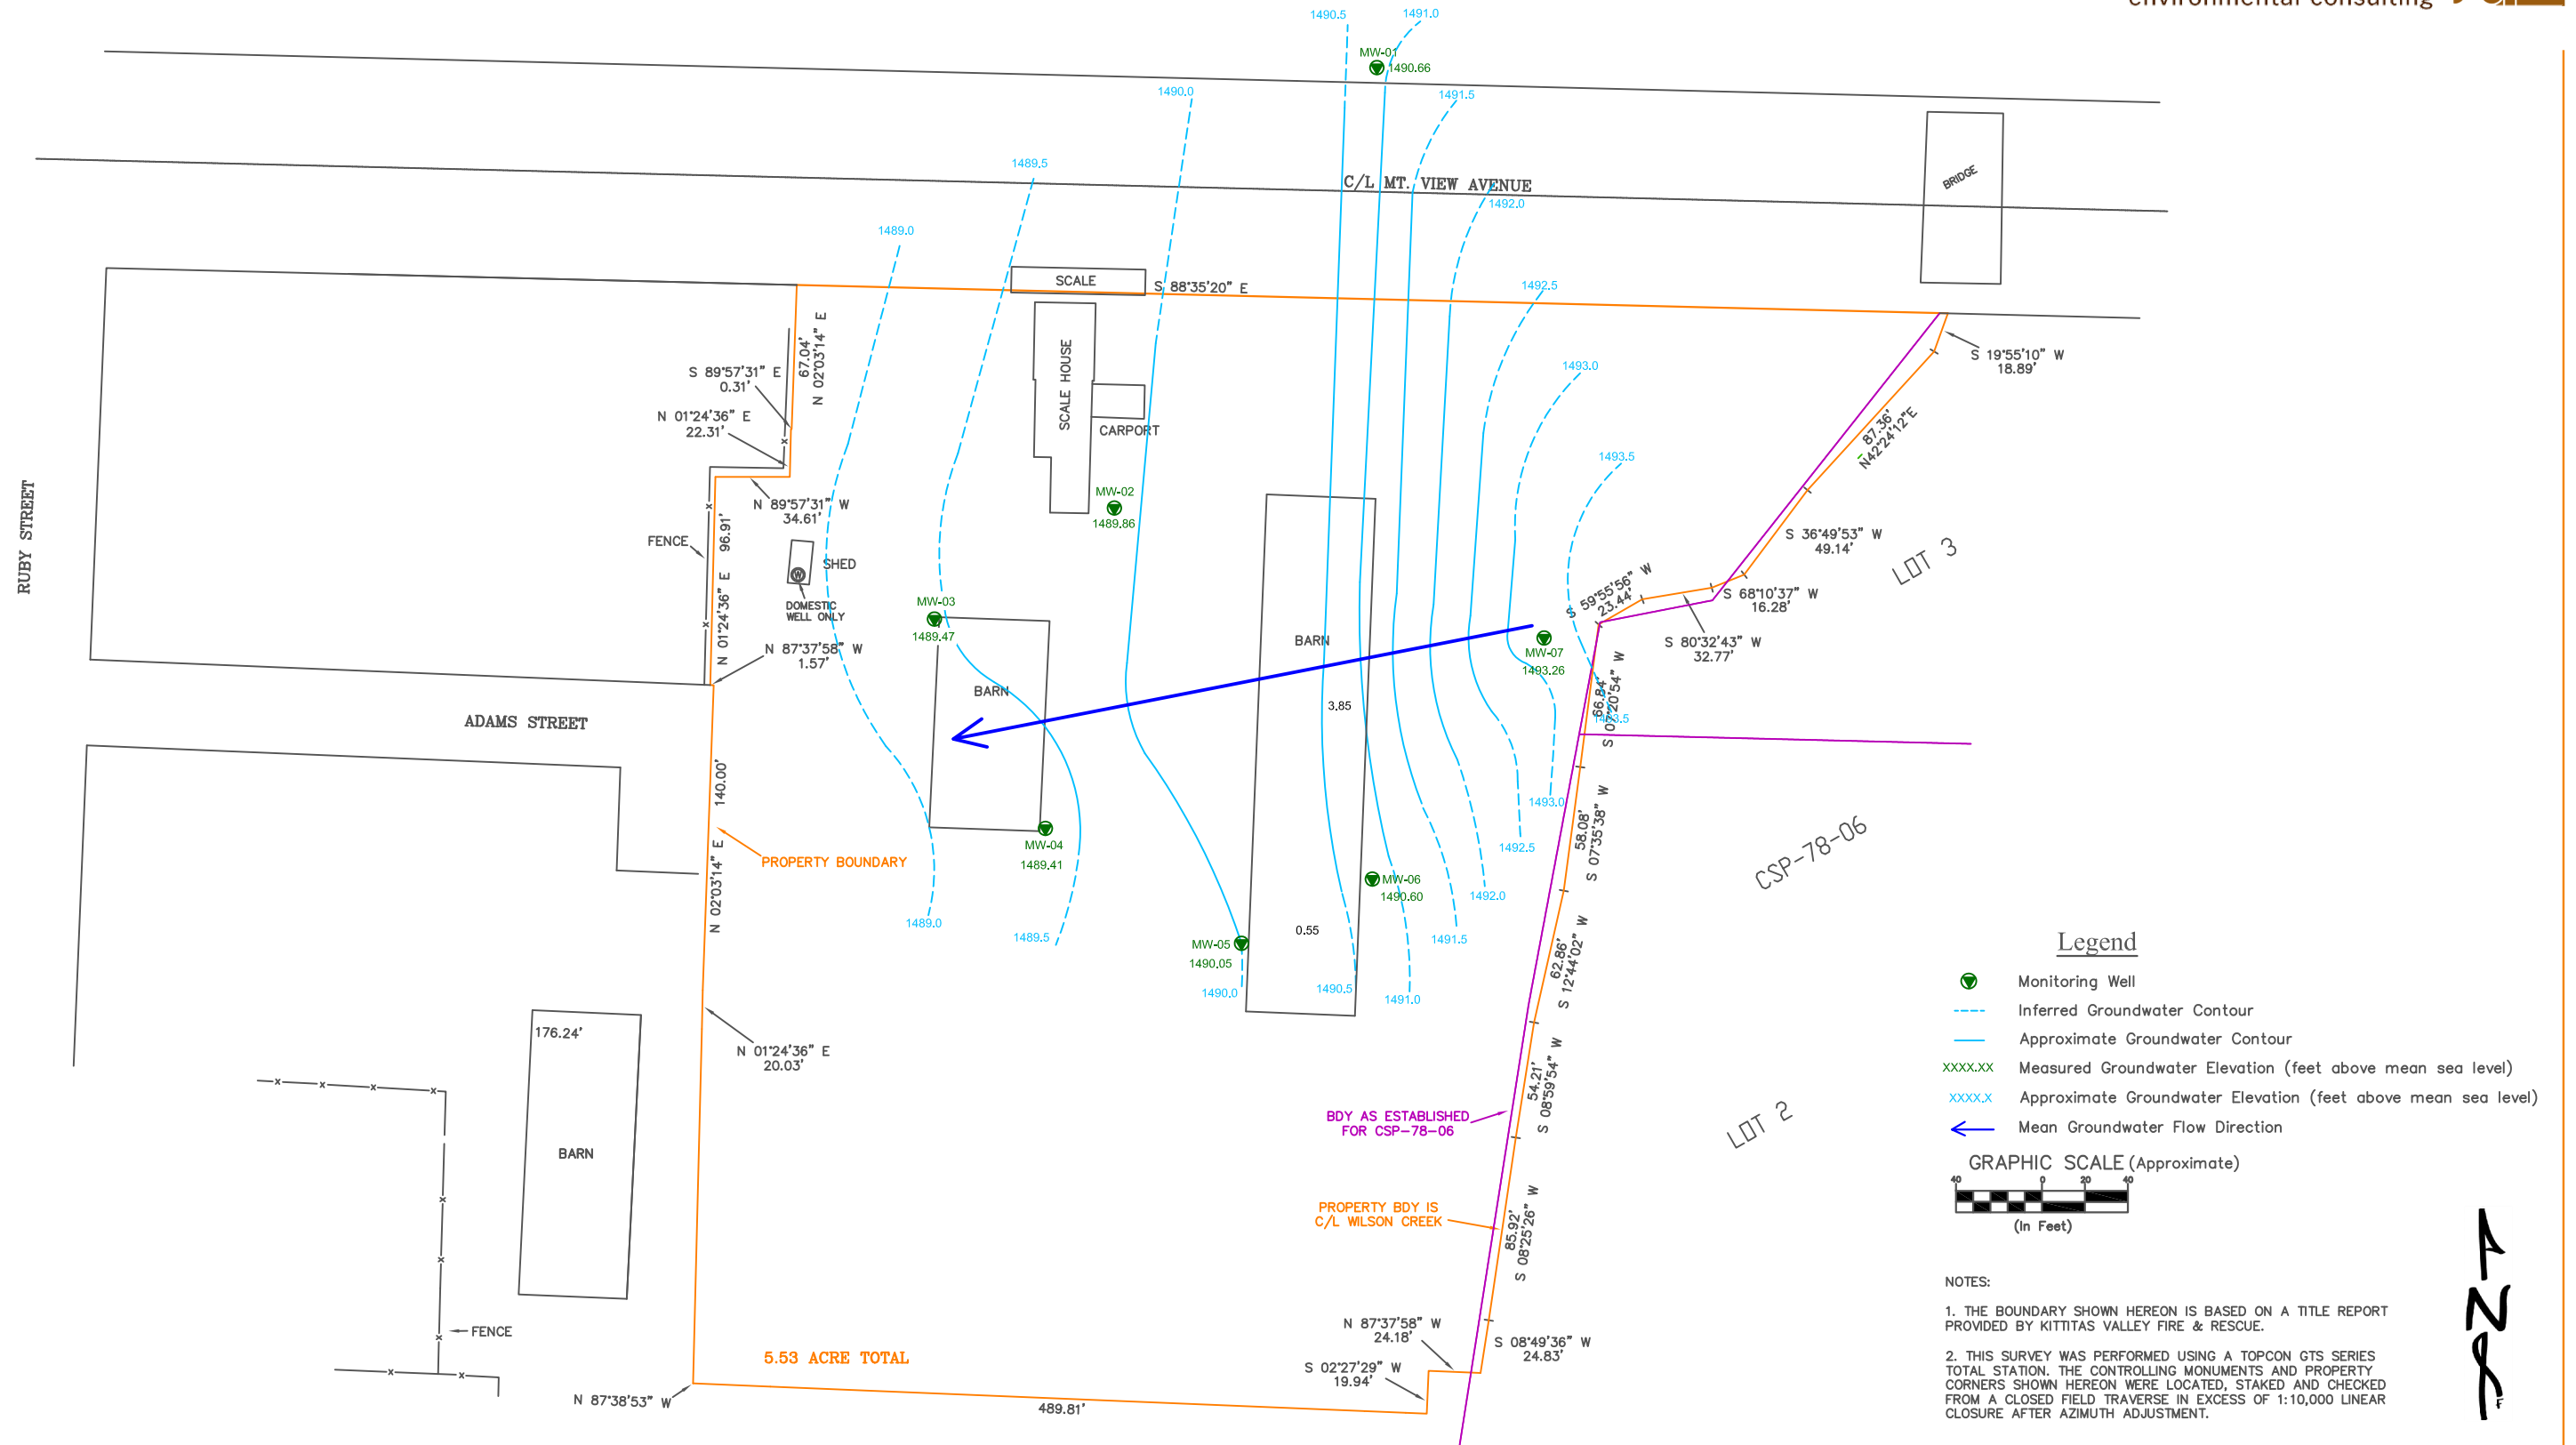 environmental consulting
1490.5
1491.0
MW-01
1490.66
1490.0
1491.5
1489.5
C/L MT. VIEW AVENUE
BRIDGE
1492.0
1489.0
SCALE
S 88°35'20" E
1492.5
67.04'
N 02°03'14" E
SCALE HOUSE
S 19°55'10" W
18.89'
S 89°57'31" E
0.31'
1493.0
N 01°24'36" E
22.31'
CARPORT
87.36'
N42°24'12"E
1493.5
RUBY STREET
MW-02
1489.86
N 89°57'31" W
34.61'
FENCE
96.91'
N 01°24'36" E
SHED
W
DOMESTIC
WELL ONLY
S 36°49'53" W
49.14'
LOT 3
S 59°55'56" W
23.44'
S 68°10'37" W
16.28'
MW-03
1489.47
BARN
MW-07
1493.26
S 80°32'43" W
32.77'
N 87°37'58" W
1.57'
BARN
3,85
66.84'
S 07°20'54" W
1493.5
ADAMS STREET
140.00'
N 02°03'14" E
1493.0
58.08'
S 07°35'38" W
MW-04
1489.41
PROPERTY BOUNDARY
1492.5
CSP-78-06
MW-06
1490.60
1492.0
1489.0
1489.5
0.55
1491.5
MW-05
1490.05
1490.0
1490.5
1491.0
62.86'
S 12°44'02" W
Legend
Monitoring Well
Inferred Groundwater Contour
Approximate Groundwater Contour
XXXX.XX Measured Groundwater Elevation (feet above mean sea level)
XXXX.X Approximate Groundwater Elevation (feet above mean sea level)
Mean Groundwater Flow Direction
176.24'
N 01°24'36" E
20.03'
54.21'
S 08°59'54" W
BDY AS ESTABLISHED
FOR CSP-78-06
LOT 2
BARN
GRAPHIC SCALE (Approximate)
40 0 20 40
(In Feet)
PROPERTY BDY IS
C/L WILSON CREEK
85.92'
S 08°25'26" W
N
NOTES:
1. THE BOUNDARY SHOWN HEREON IS BASED ON A TITLE REPORT
PROVIDED BY KITTITAS VALLEY FIRE & RESCUE.
FENCE
N 87°37'58" W
24.18'
S 08°49'36" W
24.83'
5.53 ACRE TOTAL
S 02°27'29" W
19.94'
2. THIS SURVEY WAS PERFORMED USING A TOPCON GTS SERIES
TOTAL STATION. THE CONTROLLING MONUMENTS AND PROPERTY
CORNERS SHOWN HEREON WERE LOCATED, STAKED AND CHECKED
FROM A CLOSED FIELD TRAVERSE IN EXCESS OF 1:10,000 LINEAR
CLOSURE AFTER AZIMUTH ADJUSTMENT.
N 87°38'53" W
489.81'
F